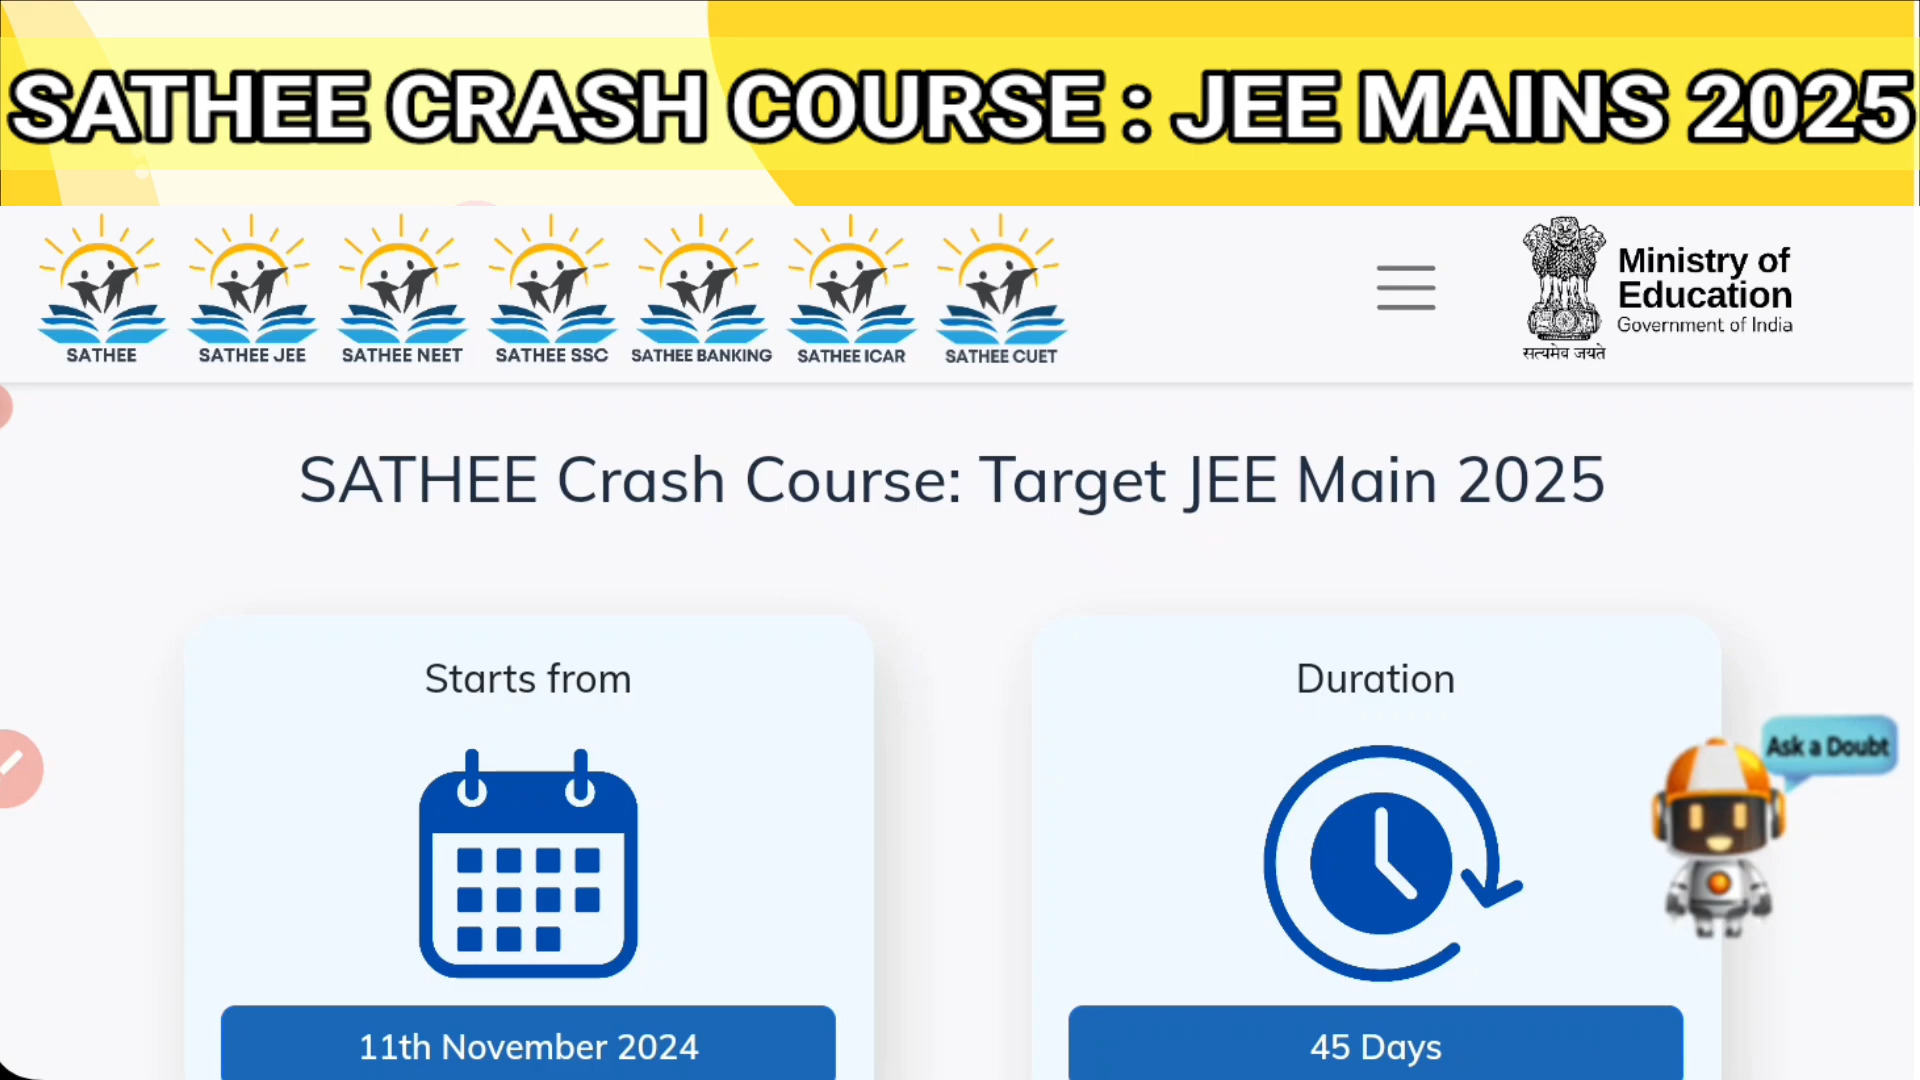 SATHEE CRASH COURSE : JEE MAINS 2025
SATHEE
SATHEE JEE
SATHEE NEET
SATHEE SSC
SATHEE BANKING
SATHEE ICAR
SATHEE CUET
Ministry of
Education
Government of India
सत्यमेव जयते
SATHEE Crash Course: Target JEE Main 2025
Starts from
Duration
Ask a Doubt
11th November 2024
45 Days